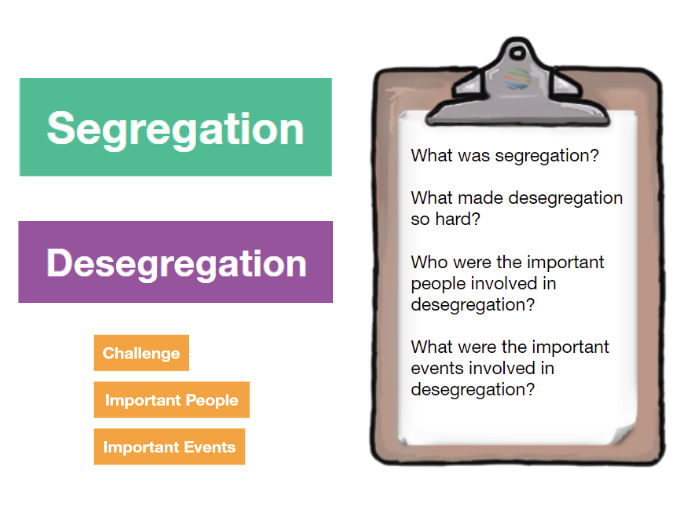 Segregation
Desegregation
Challenge
Important People
Important Events
What was segregation?
What made desegregation
so hard?
Who were the important
people involved in
desegregation?
What were the important
events involved in
desegregation?